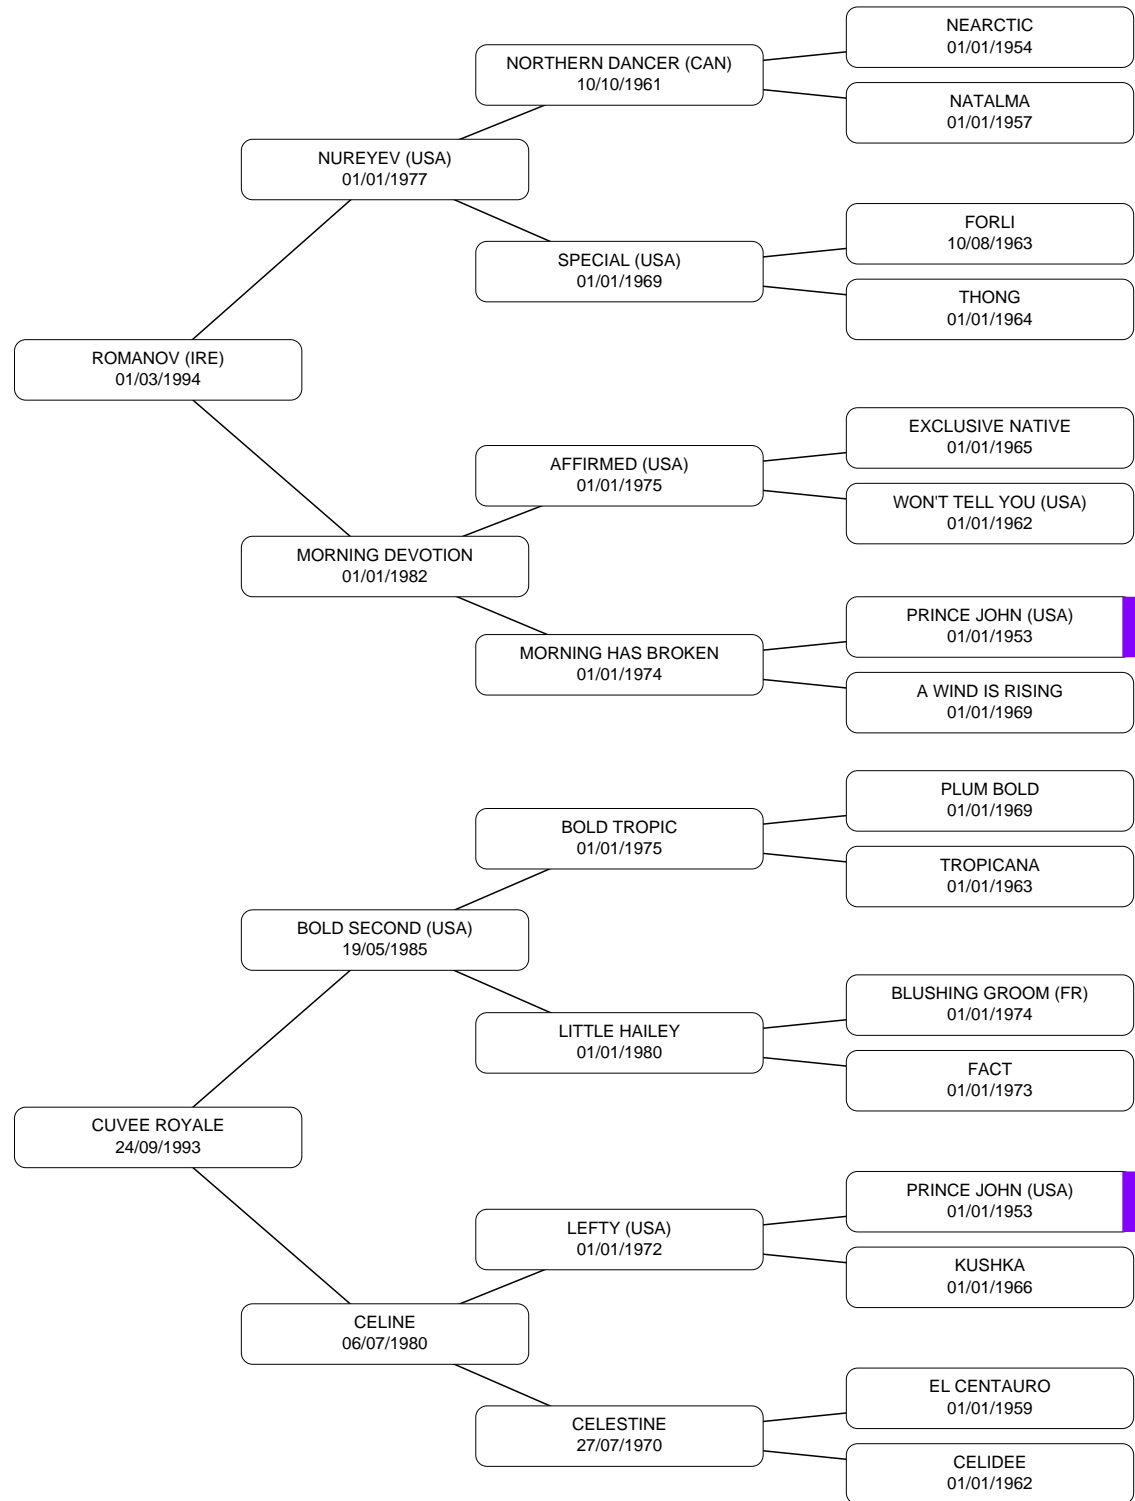 NEARCTIC
01/01/1954
NORTHERN DANCER (CAN)
10/10/1961
NATALMA
01/01/1957
NUREYEV (USA)
01/01/1977
FORLI
10/08/1963
SPECIAL (USA)
01/01/1969
THONG
01/01/1964
ROMANOV (IRE)
01/03/1994
EXCLUSIVE NATIVE
01/01/1965
AFFIRMED (USA)
01/01/1975
WON'T TELL YOU (USA)
01/01/1962
MORNING DEVOTION
01/01/1982
PRINCE JOHN (USA)
01/01/1953
MORNING HAS BROKEN
01/01/1974
A WIND IS RISING
01/01/1969
PLUM BOLD
01/01/1969
BOLD TROPIC
01/01/1975
TROPICANA
01/01/1963
BOLD SECOND (USA)
19/05/1985
BLUSHING GROOM (FR)
01/01/1974
LITTLE HAILEY
01/01/1980
FACT
01/01/1973
CUVEE ROYALE
24/09/1993
PRINCE JOHN (USA)
01/01/1953
LEFTY (USA)
01/01/1972
KUSHKA
01/01/1966
CELINE
06/07/1980
EL CENTAURO
01/01/1959
CELESTINE
27/07/1970
CELIDEE
01/01/1962